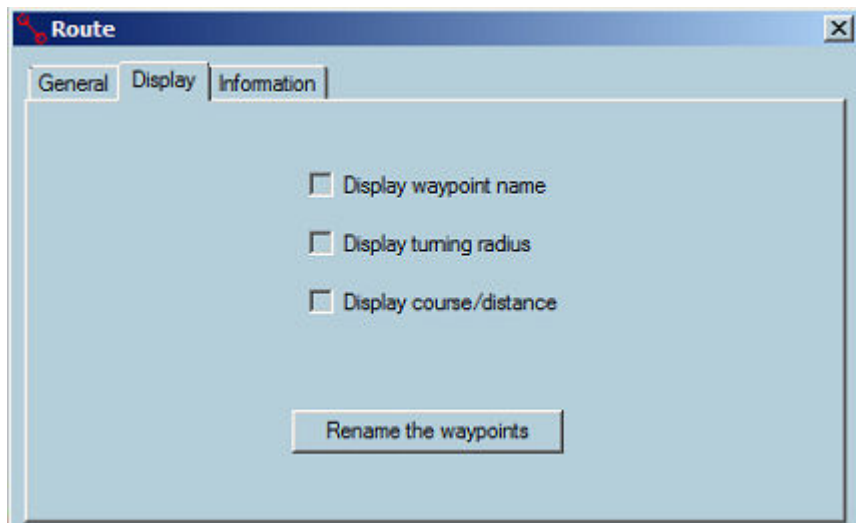 Route
General Display Information
Display waypoint name
Display turning radius
Display course/distance
Rename the waypoints